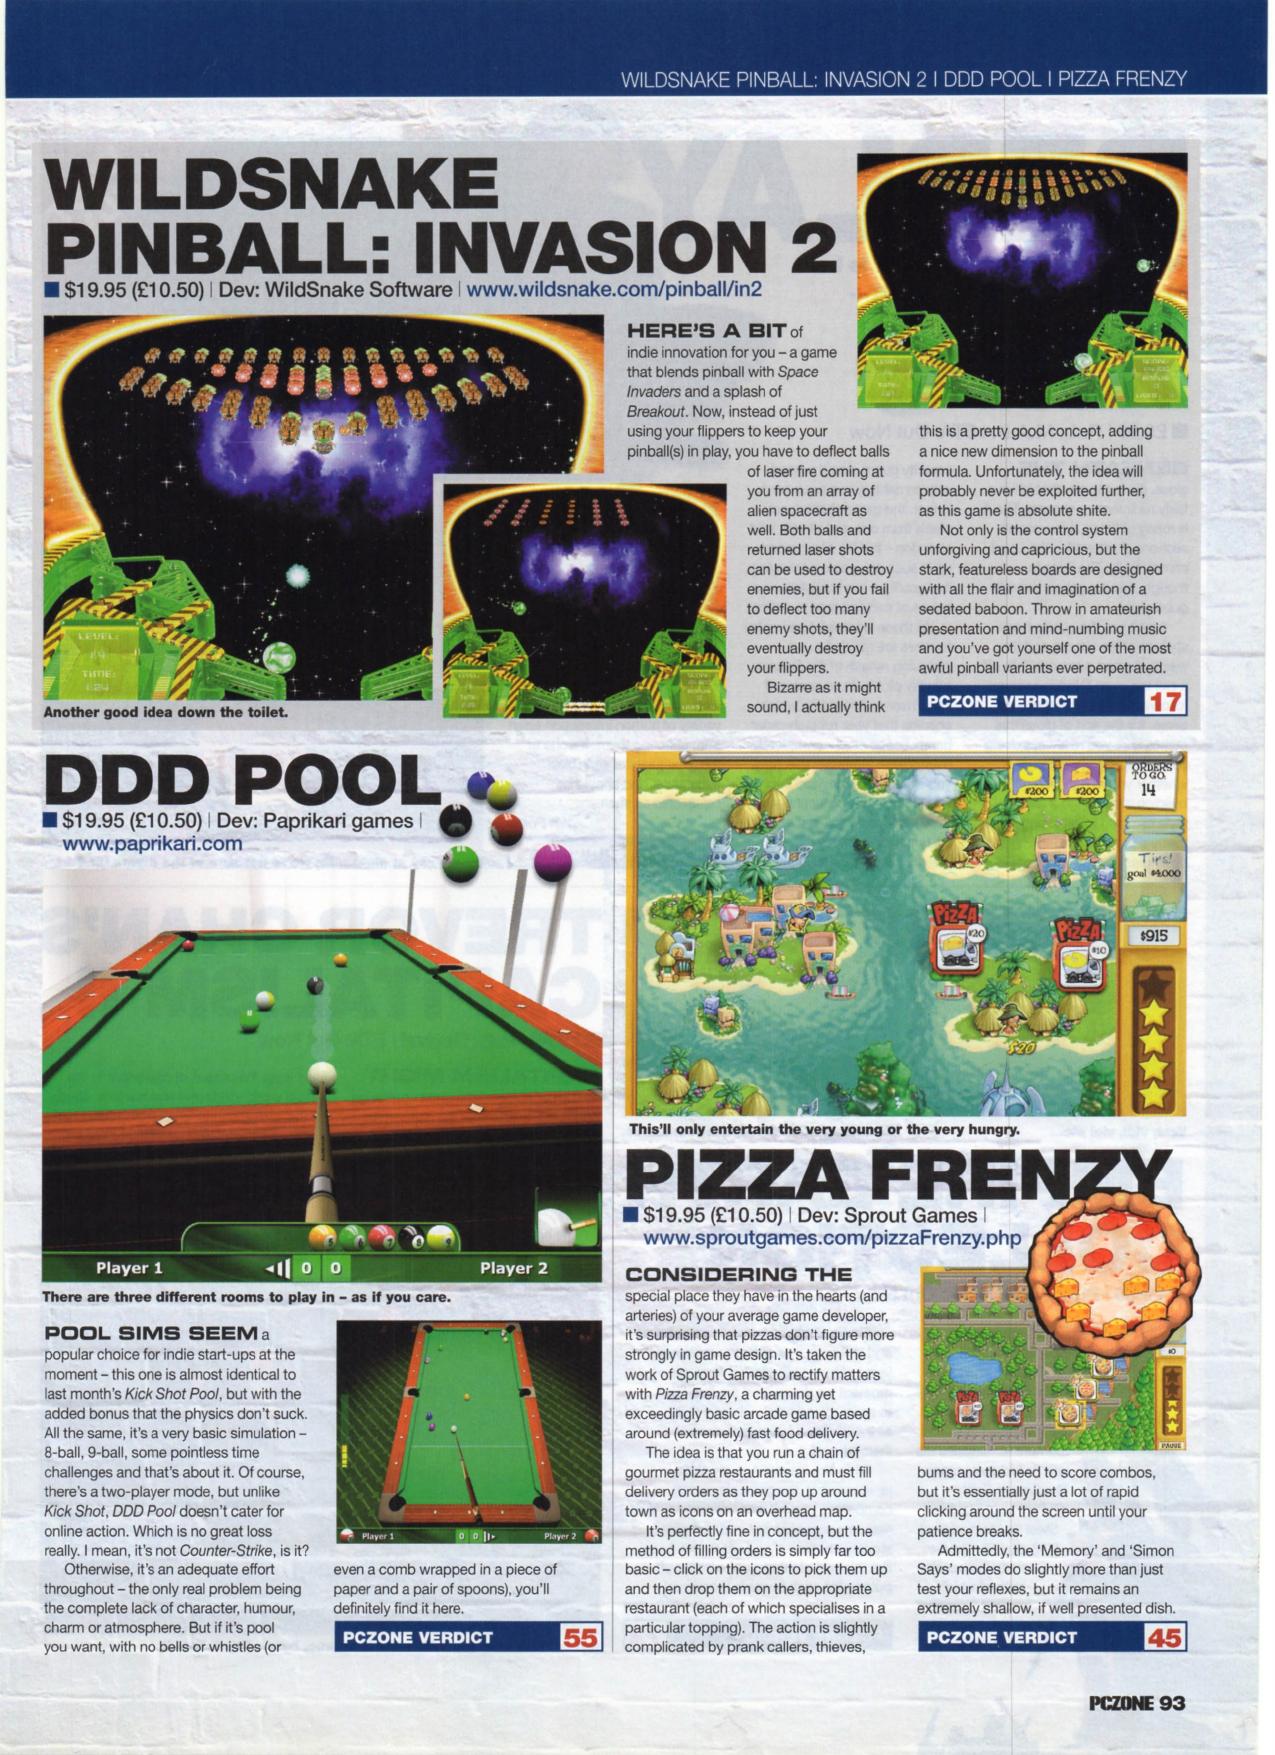 WILDSNAKE PINBALL: INVASION 2 I DDD POOL I PIZZA FRENZY
WILDSNAKE
PINBALL: INVASION 2
$19.95 (£10.50) | Dev: WildSnake Software | www.wildsnake.com/pinball/in2
LEVEL:
TIME:
Another good idea down the toilet.
HERE'S A BIT of
indie innovation for you – a game
that blends pinball with Space
Invaders and a splash of
Breakout. Now, instead of just
using your flippers to keep your
pinball(s) in play, you have to deflect balls
of laser fire coming at
you from an array of
alien spacecraft as
well. Both balls and
returned laser shots
can be used to destroy
enemies, but if you fail
to deflect too many
enemy shots, they'll
eventually destroy
your flippers.
Bizarre as it might
sound, I actually think
this is a pretty good concept, adding
a nice new dimension to the pinball
formula. Unfortunately, the idea will
probably never be exploited further,
as this game is absolute shite.
Not only is the control system
unforgiving and capricious, but the
stark, featureless boards are designed
with all the flair and imagination of a
sedated baboon. Throw in amateurish
presentation and mind-numbing music
and you've got yourself one of the most
awful pinball variants ever perpetrated.
PCZONE VERDICT 17
DDD POOL
$19.95 (£10.50) | Dev: Paprikari games |
www.paprikari.com
Player 1 0 0 Player 2
There are three different rooms to play in – as if you care.
POOL SIMS SEEM a
popular choice for indie start-ups at the
moment – this one is almost identical to
last month's Kick Shot Pool, but with the
added bonus that the physics don't suck.
All the same, it's a very basic simulation –
8-ball, 9-ball, some pointless time
challenges and that's about it. Of course,
there's a two-player mode, but unlike
Kick Shot, DDD Pool doesn't cater for
online action. Which is no great loss
really. I mean, it's not Counter-Strike, is it?
Otherwise, it's an adequate effort
throughout – the only real problem being
the complete lack of character, humour,
charm or atmosphere. But if it's pool
you want, with no bells or whistles (or
Player 1 0 0 Player 2
even a comb wrapped in a piece of
paper and a pair of spoons), you'll
definitely find it here.
PCZONE VERDICT 55
$200 $200
ORDERS
TO GO:
14
Tips!
goal $4,000
$915
PIZZA
$20
PIZZA
$10
$20
This'll only entertain the very young or the very hungry.
PIZZA FRENZY
$19.95 (£10.50) | Dev: Sprout Games |
www.sproutgames.com/pizzaFrenzy.php
CONSIDERING THE
special place they have in the hearts (and
arteries) of your average game developer,
it's surprising that pizzas don't figure more
strongly in game design. It's taken the
work of Sprout Games to rectify matters
with Pizza Frenzy, a charming yet
exceedingly basic arcade game based
around (extremely) fast food delivery.
The idea is that you run a chain of
gourmet pizza restaurants and must fill
delivery orders as they pop up around
town as icons on an overhead map.
It's perfectly fine in concept, but the
method of filling orders is simply far too
basic – click on the icons to pick them up
and then drop them on the appropriate
restaurant (each of which specialises in a
particular topping). The action is slightly
complicated by prank callers, thieves,
$0
PAUSE
bums and the need to score combos,
but it's essentially just a lot of rapid
clicking around the screen until your
patience breaks.
Admittedly, the 'Memory' and 'Simon
Says' modes do slightly more than just
test your reflexes, but it remains an
extremely shallow, if well presented dish.
PCZONE VERDICT 45
PCZONE 93